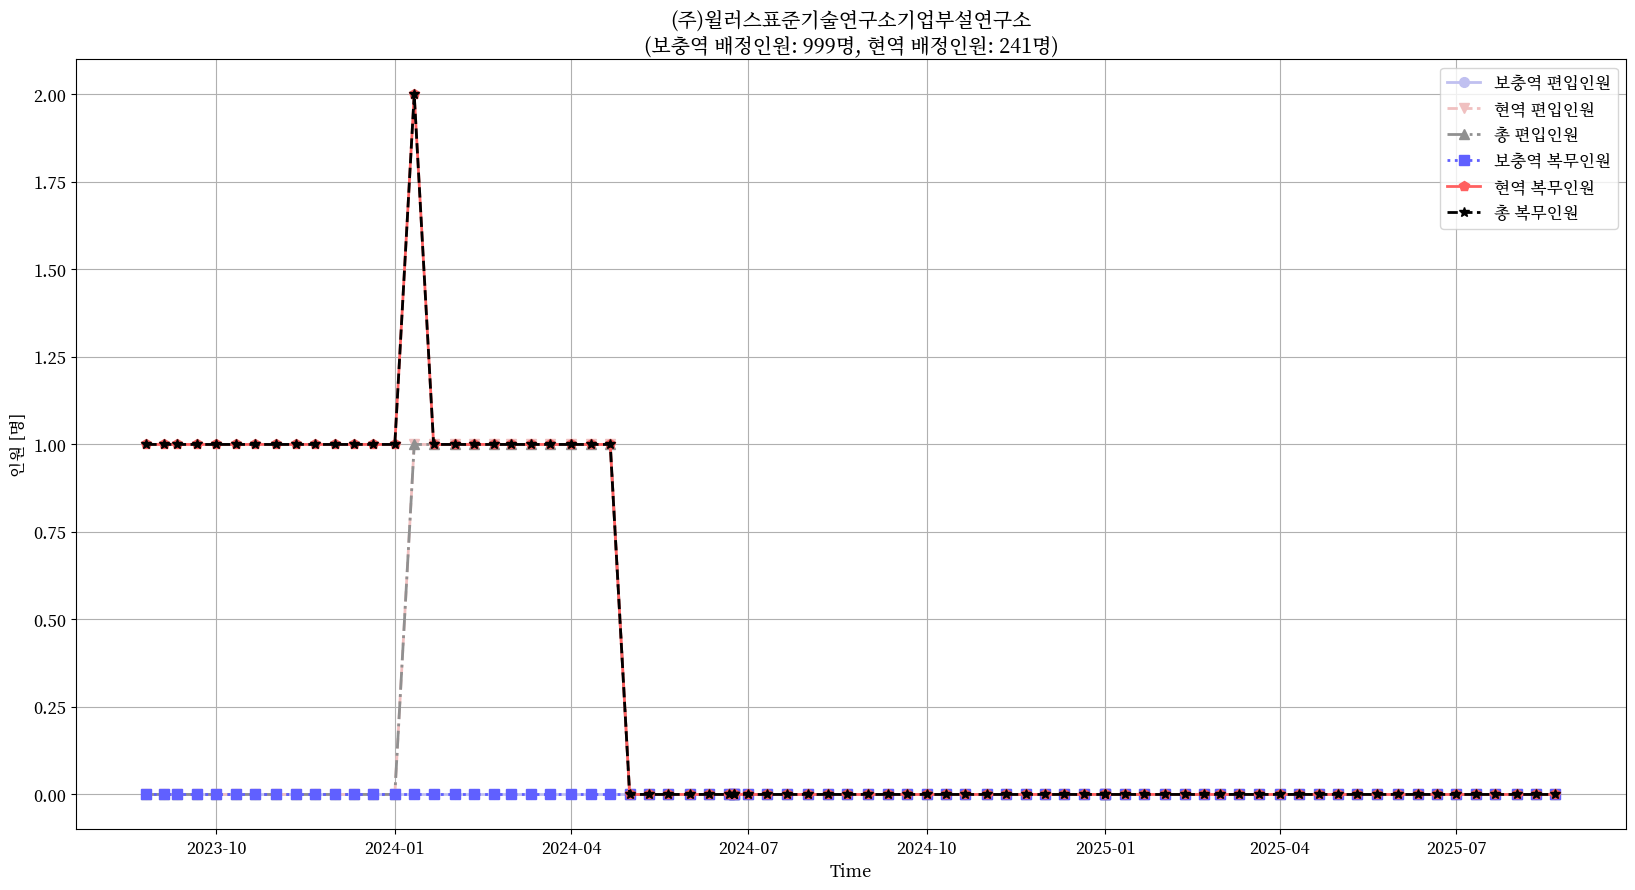 (주)윌러스표준기술연구소기업부설연구소
(보충역 배정인원: 999명, 현역 배정인원: 241명)
보충역 편입인원
현역 편입인원
총 편입인원
보충역 복무인원
현역 복무인원
총 복무인원
인원 [명]
2.00
1.75
1.50
1.25
1.00
0.75
0.50
0.25
0.00
2023-10
2024-01
2024-04
2024-07
2024-10
2025-01
2025-04
2025-07
Time